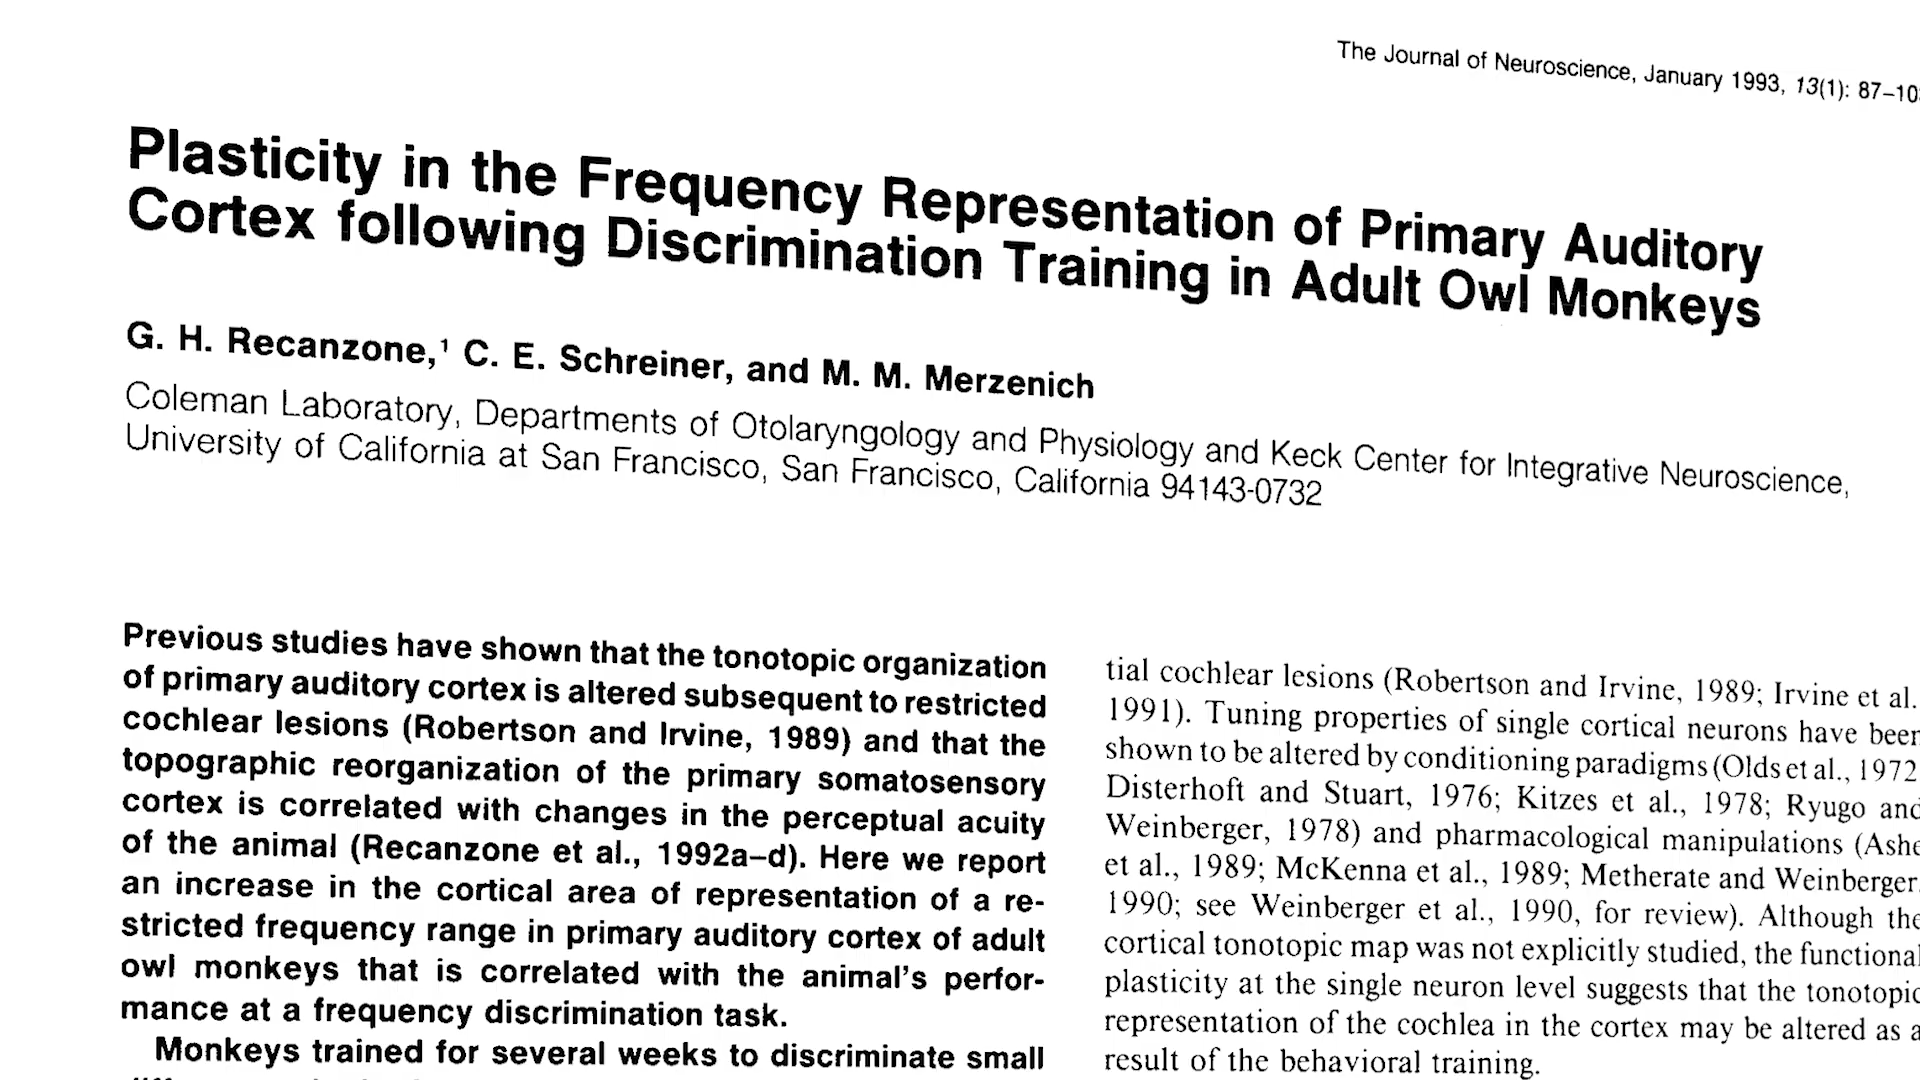 The Journal of Neuroscience, January 1993, 13(1): 87–10
Plasticity in the Frequency Representation of Primary Auditory
Cortex following Discrimination Training in Adult Owl Monkeys
G. H. Recanzone,¹ C. E. Schreiner, and M. M. Merzenich
Coleman Laboratory, Departments of Otolaryngology and Physiology and Keck Center for Integrative Neuroscience,
University of California at San Francisco, San Francisco, California 94143-0732
Previous studies have shown that the tonotopic organization
of primary auditory cortex is altered subsequent to restricted
cochlear lesions (Robertson and Irvine, 1989) and that the
topographic reorganization of the primary somatosensory
cortex is correlated with changes in the perceptual acuity
of the animal (Recanzone et al., 1992a–d). Here we report
an increase in the cortical area of representation of a re-
stricted frequency range in primary auditory cortex of adult
owl monkeys that is correlated with the animal's perfor-
mance at a frequency discrimination task.
Monkeys trained for several weeks to discriminate small
tial cochlear lesions (Robertson and Irvine, 1989; Irvine et al.
1991). Tuning properties of single cortical neurons have been
shown to be altered by conditioning paradigms (Olds et al., 1972
Disterhoft and Stuart, 1976; Kitzes et al., 1978; Ryugo and
Weinberger, 1978) and pharmacological manipulations (Ashe
et al., 1989; McKenna et al., 1989; Metherate and Weinberger,
1990; see Weinberger et al., 1990, for review). Although the
cortical tonotopic map was not explicitly studied, the functional
plasticity at the single neuron level suggests that the tonotopic
representation of the cochlea in the cortex may be altered as a
result of the behavioral training.